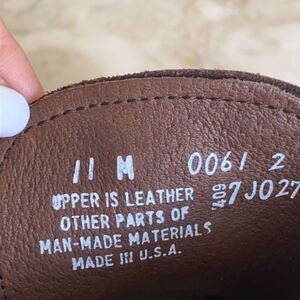 11 M 0061 2
UPPER IS LEATHER 409 7J027
OTHER PARTS OF
MAN-MADE MATERIALS
MADE IN U.S.A.